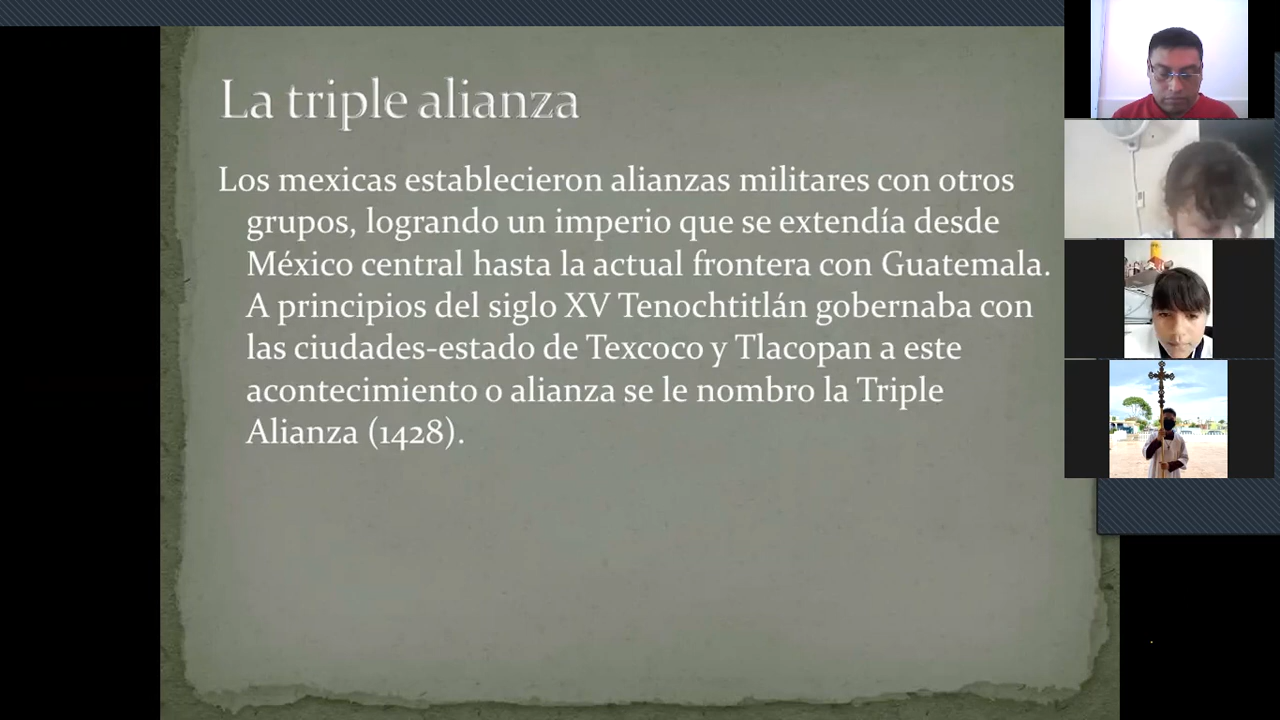 La triple alianza
Los mexicas establecieron alianzas militares con otros
grupos, logrando un imperio que se extendía desde
México central hasta la actual frontera con Guatemala.
A principios del siglo XV Tenochtitlán gobernaba con
las ciudades-estado de Texcoco y Tlacopan a este
acontecimiento o alianza se le nombro la Triple
Alianza (1428).